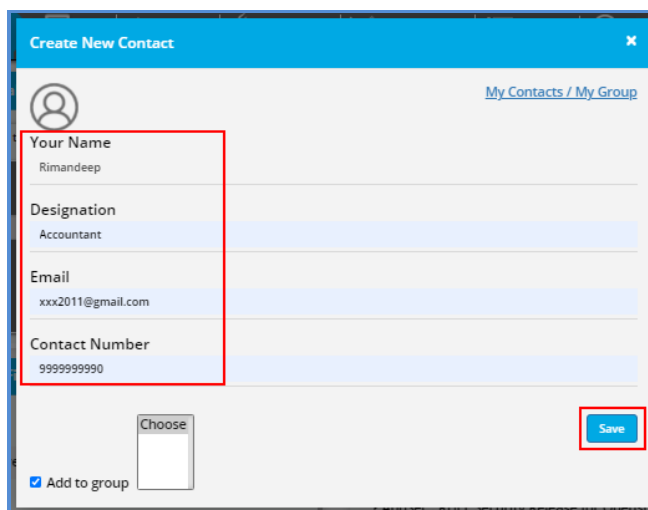 Create New Contact ×
My Contacts / My Group
Your Name
Rimandeep
Designation
Accountant
Email
xxx2011@gmail.com
Contact Number
9999999990
Choose
Save
Add to group